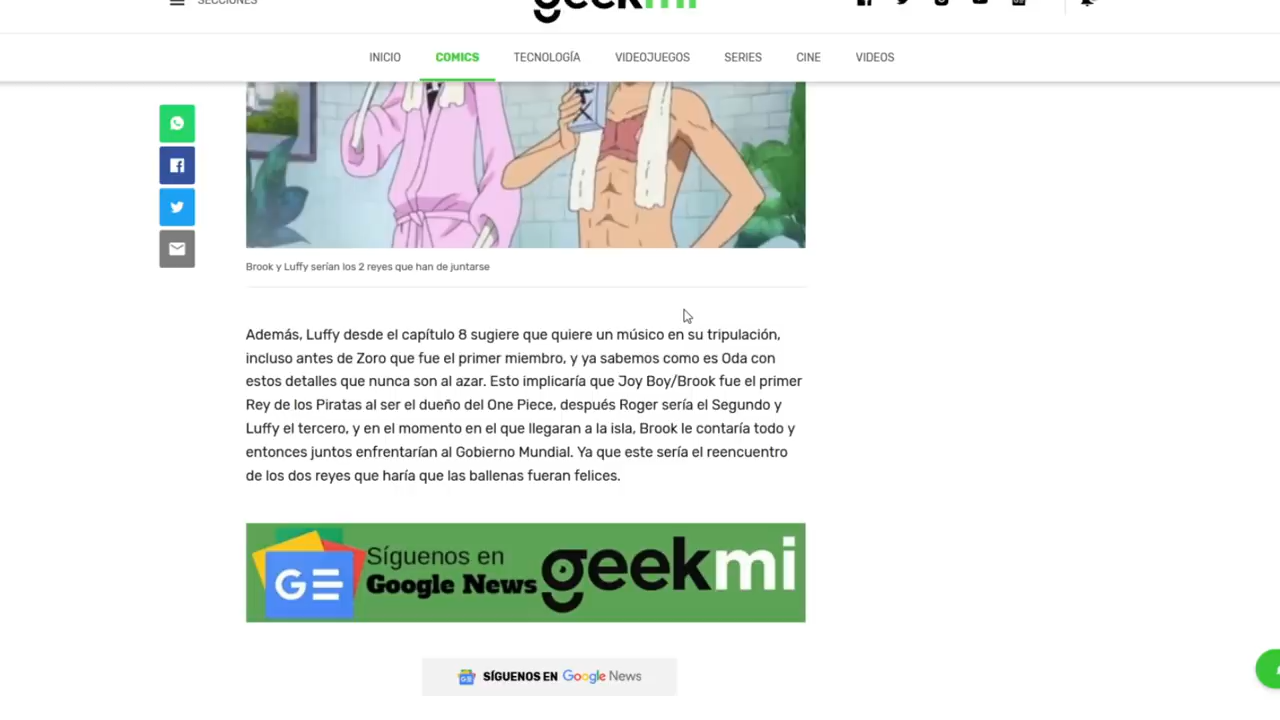 SECCIONES
geekmi
INICIO COMICS TECNOLOGÍA VIDEOJUEGOS SERIES CINE VIDEOS
Brook y Luffy serían los 2 reyes que han de juntarse
Además, Luffy desde el capítulo 8 sugiere que quiere un músico en su tripulación,
incluso antes de Zoro que fue el primer miembro, y ya sabemos como es Oda con
estos detalles que nunca son al azar. Esto implicaría que Joy Boy/Brook fue el primer
Rey de los Piratas al ser el dueño del One Piece, después Roger sería el Segundo y
Luffy el tercero, y en el momento en el que llegaran a la isla, Brook le contaría todo y
entonces juntos enfrentarían al Gobierno Mundial. Ya que este sería el reencuentro
de los dos reyes que haría que las ballenas fueran felices.
Síguenos en
Google News
geekmi
SÍGUENOS EN Google News